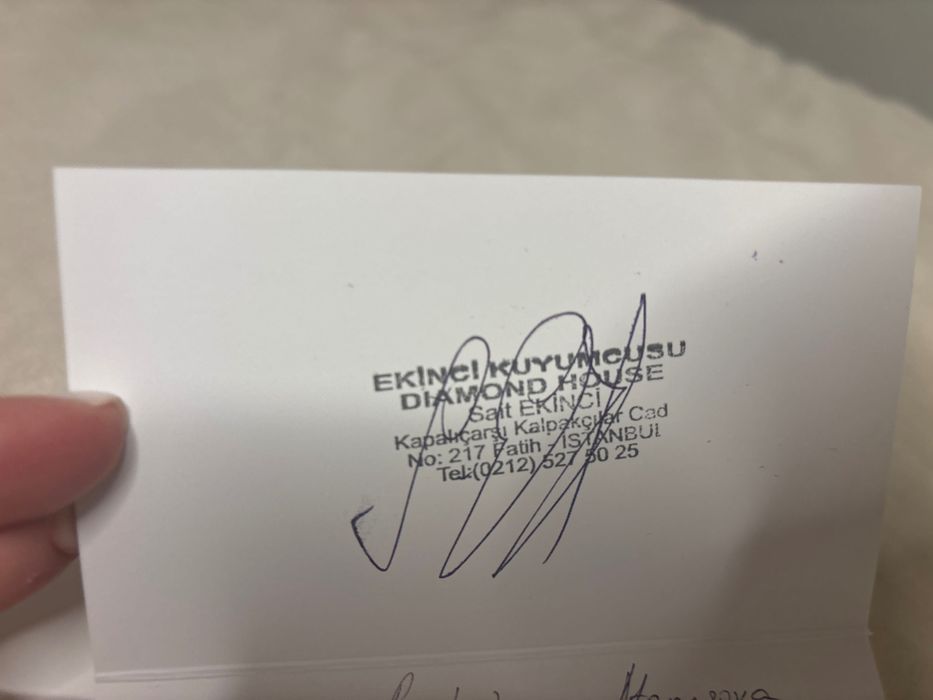 EKİNCİ KUYUMCUSU
DIAMOND HOUSE
Sait EKİNCİ
Kapalıçarşı Kalpakçılar Cad
No: 217 Fatih - İSTANBUL
Tel:(0212) 527 50 25